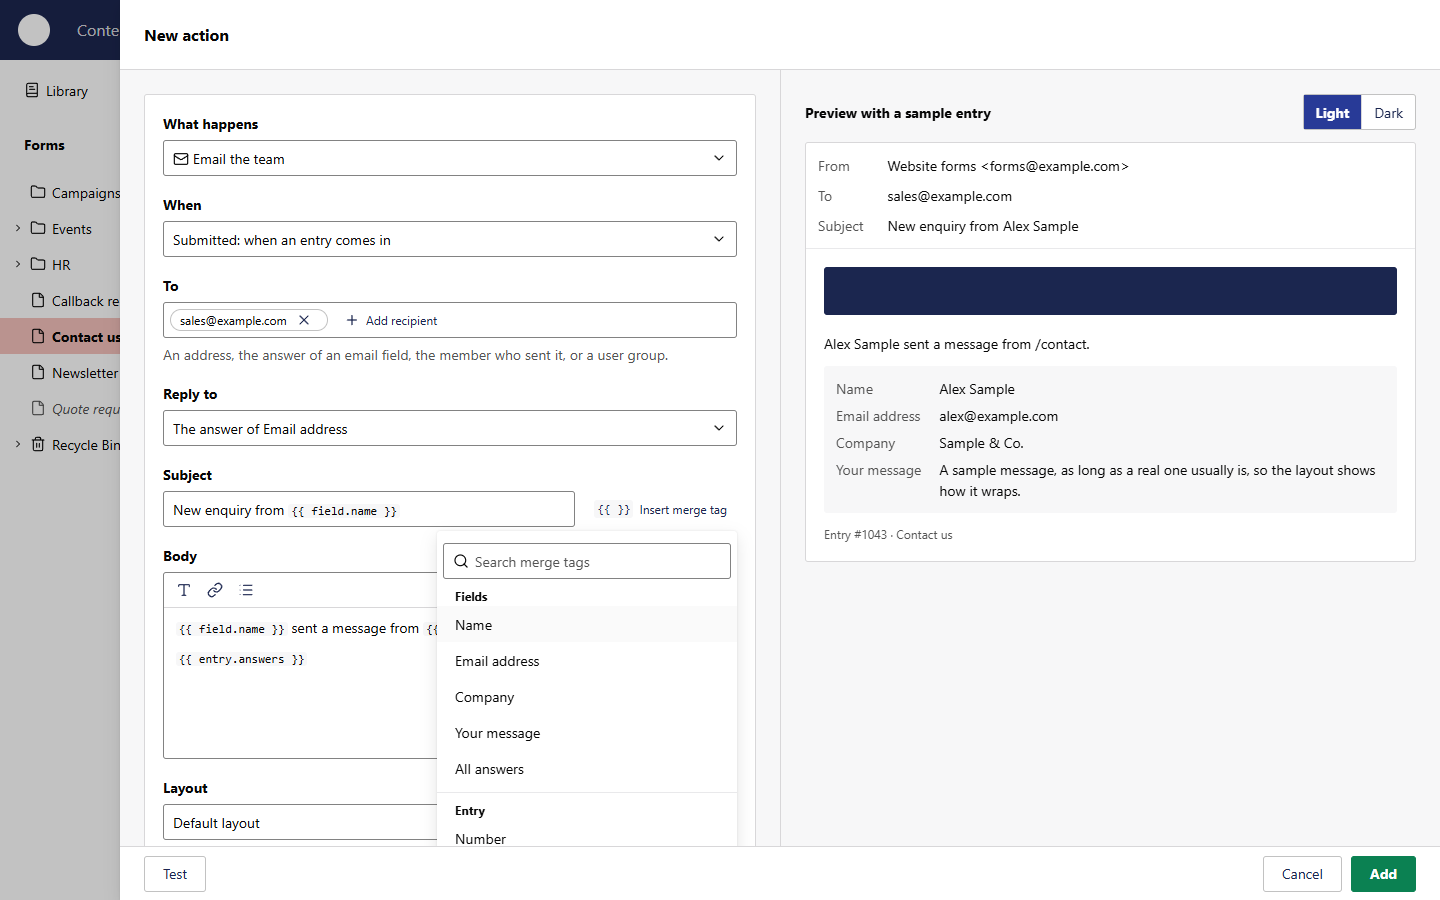 Conte
New action
Library
Forms
Campaigns
Events
HR
Callback re
Contact us
Newsletter
Quote requ
Recycle Bin
What happens
Email the team
When
Submitted: when an entry comes in
To
sales@example.com
Add recipient
An address, the answer of an email field, the member who sent it, or a user group.
Reply to
The answer of Email address
Subject
New enquiry from {{ field.name }}
{{ }} Insert merge tag
Body
{{ field.name }} sent a message from {{
{{ entry.answers }}
Search merge tags
Fields
Name
Email address
Company
Your message
All answers
Entry
Number
Layout
Default layout
Preview with a sample entry
Light
Dark
From Website forms <forms@example.com>
To sales@example.com
Subject New enquiry from Alex Sample
Alex Sample sent a message from /contact.
Name Alex Sample
Email address alex@example.com
Company Sample & Co.
Your message A sample message, as long as a real one usually is, so the layout shows
how it wraps.
Entry #1043 · Contact us
Test
Cancel
Add